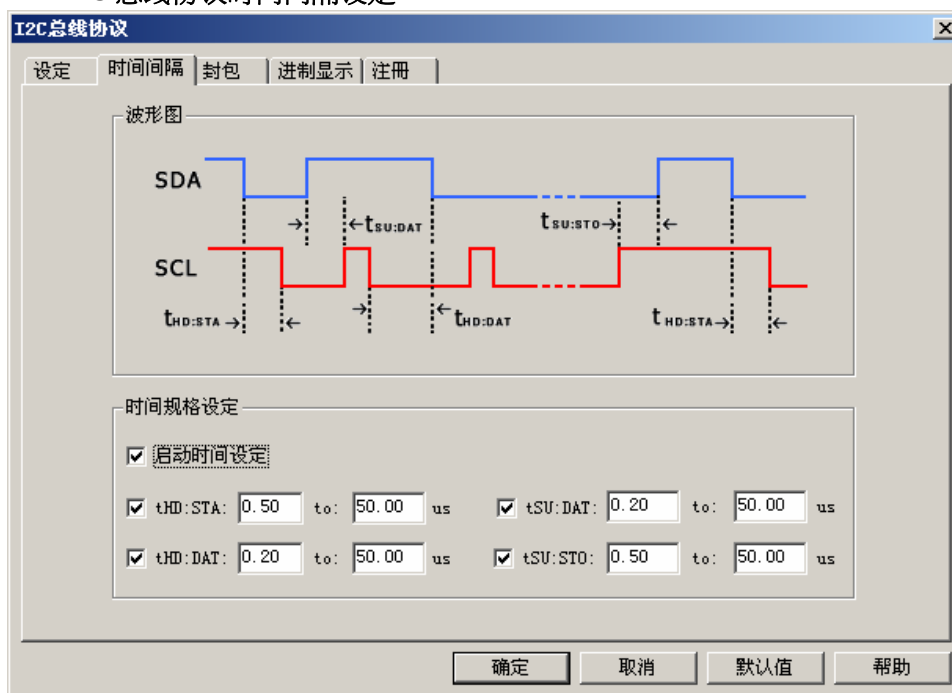 I2C总线协议
设定 时间间隔 封包 进制显示 注册
波形图
SDA
tSU:DAT
tSU:STO
SCL
tHD:STA
tHD:DAT
tHD:STA
时间规格设定
启动时间设定
tHD:STA: 0.50 to: 50.00 us tSU:DAT: 0.20 to: 50.00 us
tHD:DAT: 0.20 to: 50.00 us tSU:STO: 0.50 to: 50.00 us
确定 取消 默认值 帮助